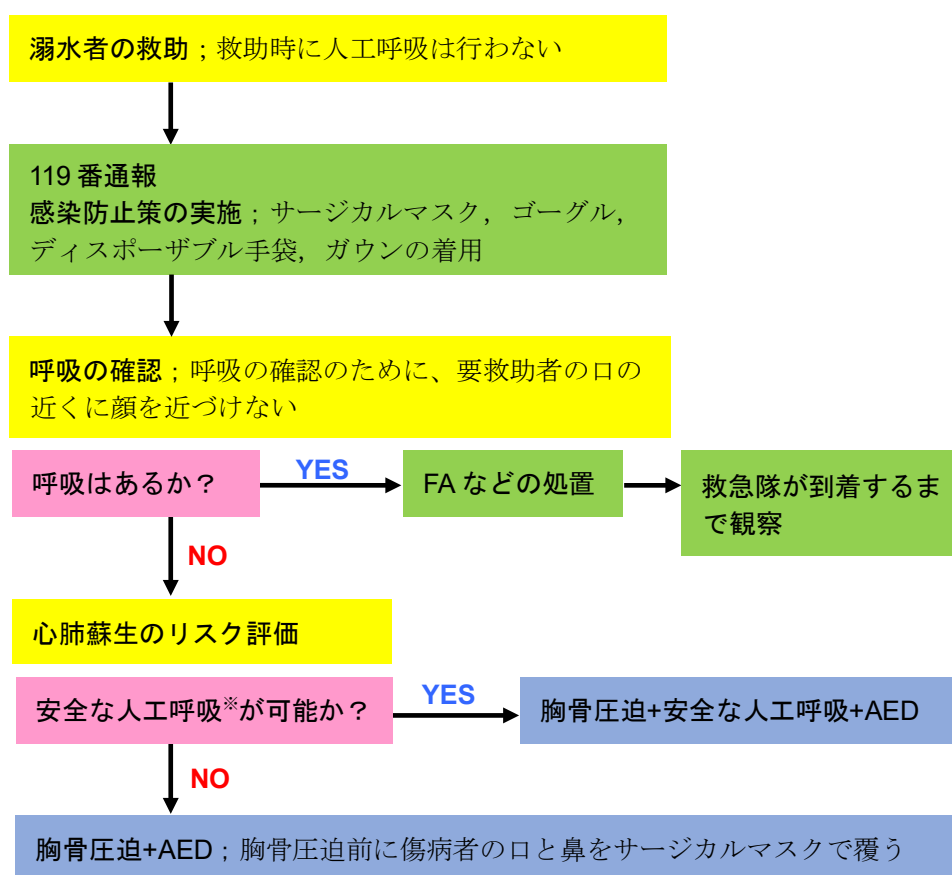 溺水者の救助；救助時に人工呼吸は行わない
119 番通報
感染防止策の実施；サージカルマスク，ゴーグル，
ディスポーザブル手袋，ガウンの着用
呼吸の確認；呼吸の確認のために、要救助者の口の
近くに顔を近づけない
呼吸はあるか？
YES
FA などの処置
救急隊が到着するま
で観察
NO
心肺蘇生のリスク評価
安全な人工呼吸※が可能か？
YES
胸骨圧迫+安全な人工呼吸+AED
NO
胸骨圧迫+AED；胸骨圧迫前に傷病者の口と鼻をサージカルマスクで覆う